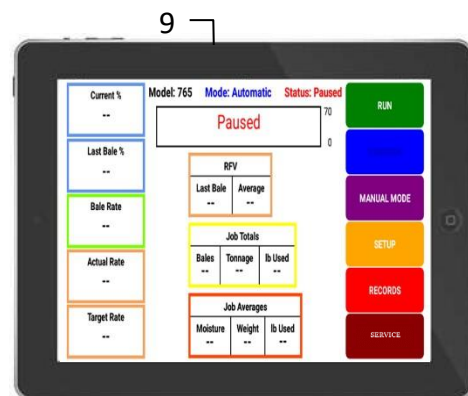 9
Model: 765 Mode: Automatic Status: Paused
Current %
--
Last Bale %
--
Bale Rate
--
Actual Rate
--
Target Rate
--
Paused
70
0
RFV
Last Bale Average
-- --
Job Totals
Bales Tonnage lb Used
-- -- --
Job Averages
Moisture Weight lb Used
-- -- --
RUN
MANUAL MODE
SETUP
RECORDS
SERVICE